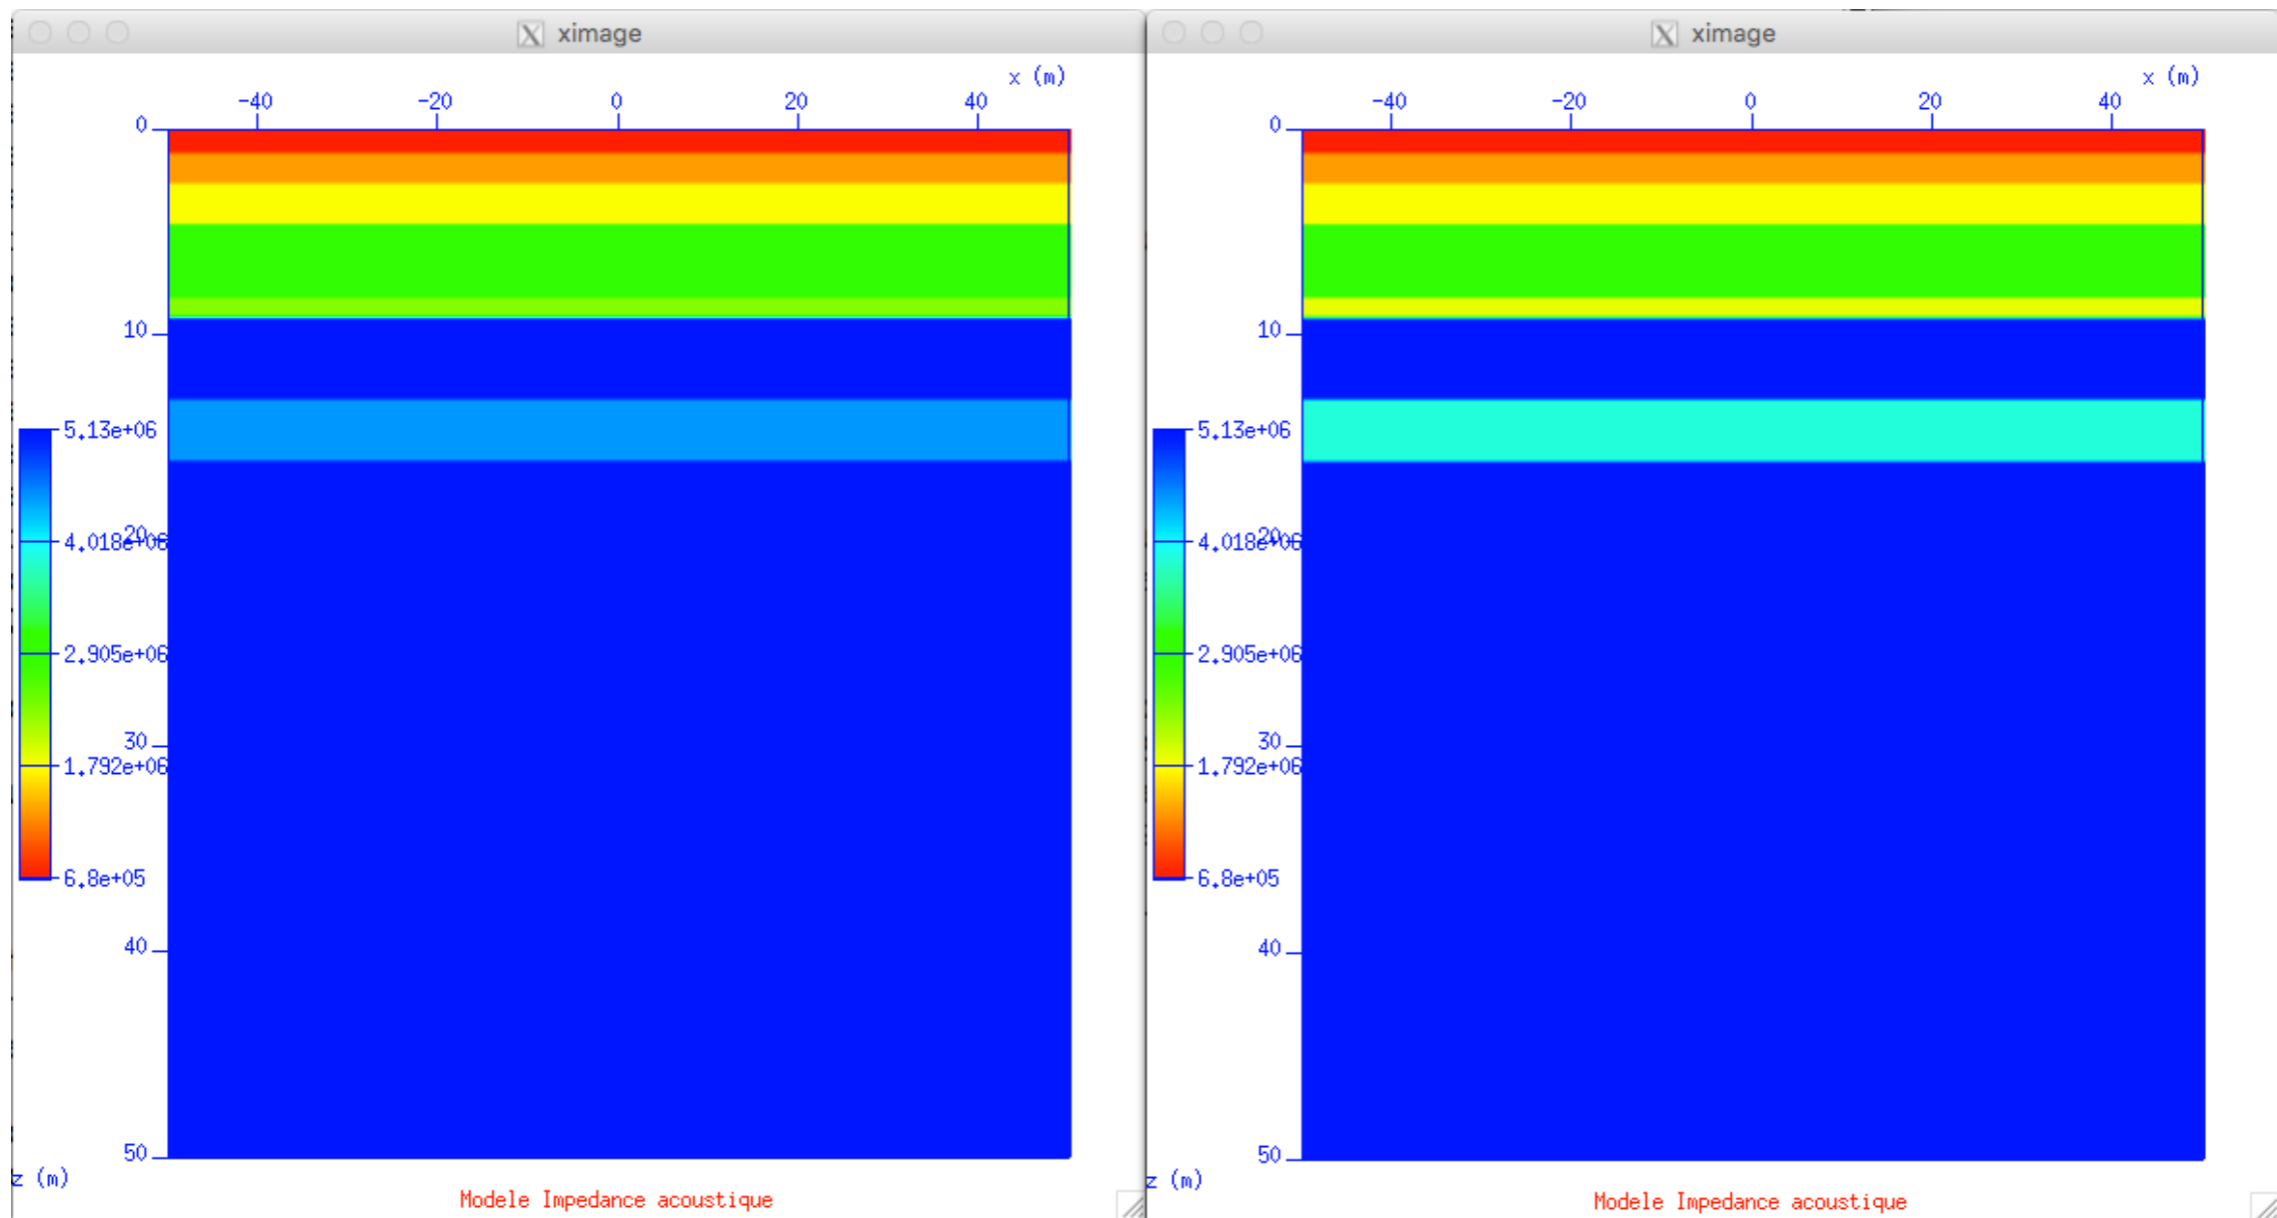 ximage
x (m)
-40 -20 0 20 40
0
10
5.13e+06
20
4.018e+06
2.905e+06
30
1.792e+06
6.8e+05
40
50
z (m)
Modele Impedance acoustique
ximage
x (m)
-40 -20 0 20 40
0
10
5.13e+06
20
4.018e+06
2.905e+06
30
1.792e+06
6.8e+05
40
50
z (m)
Modele Impedance acoustique